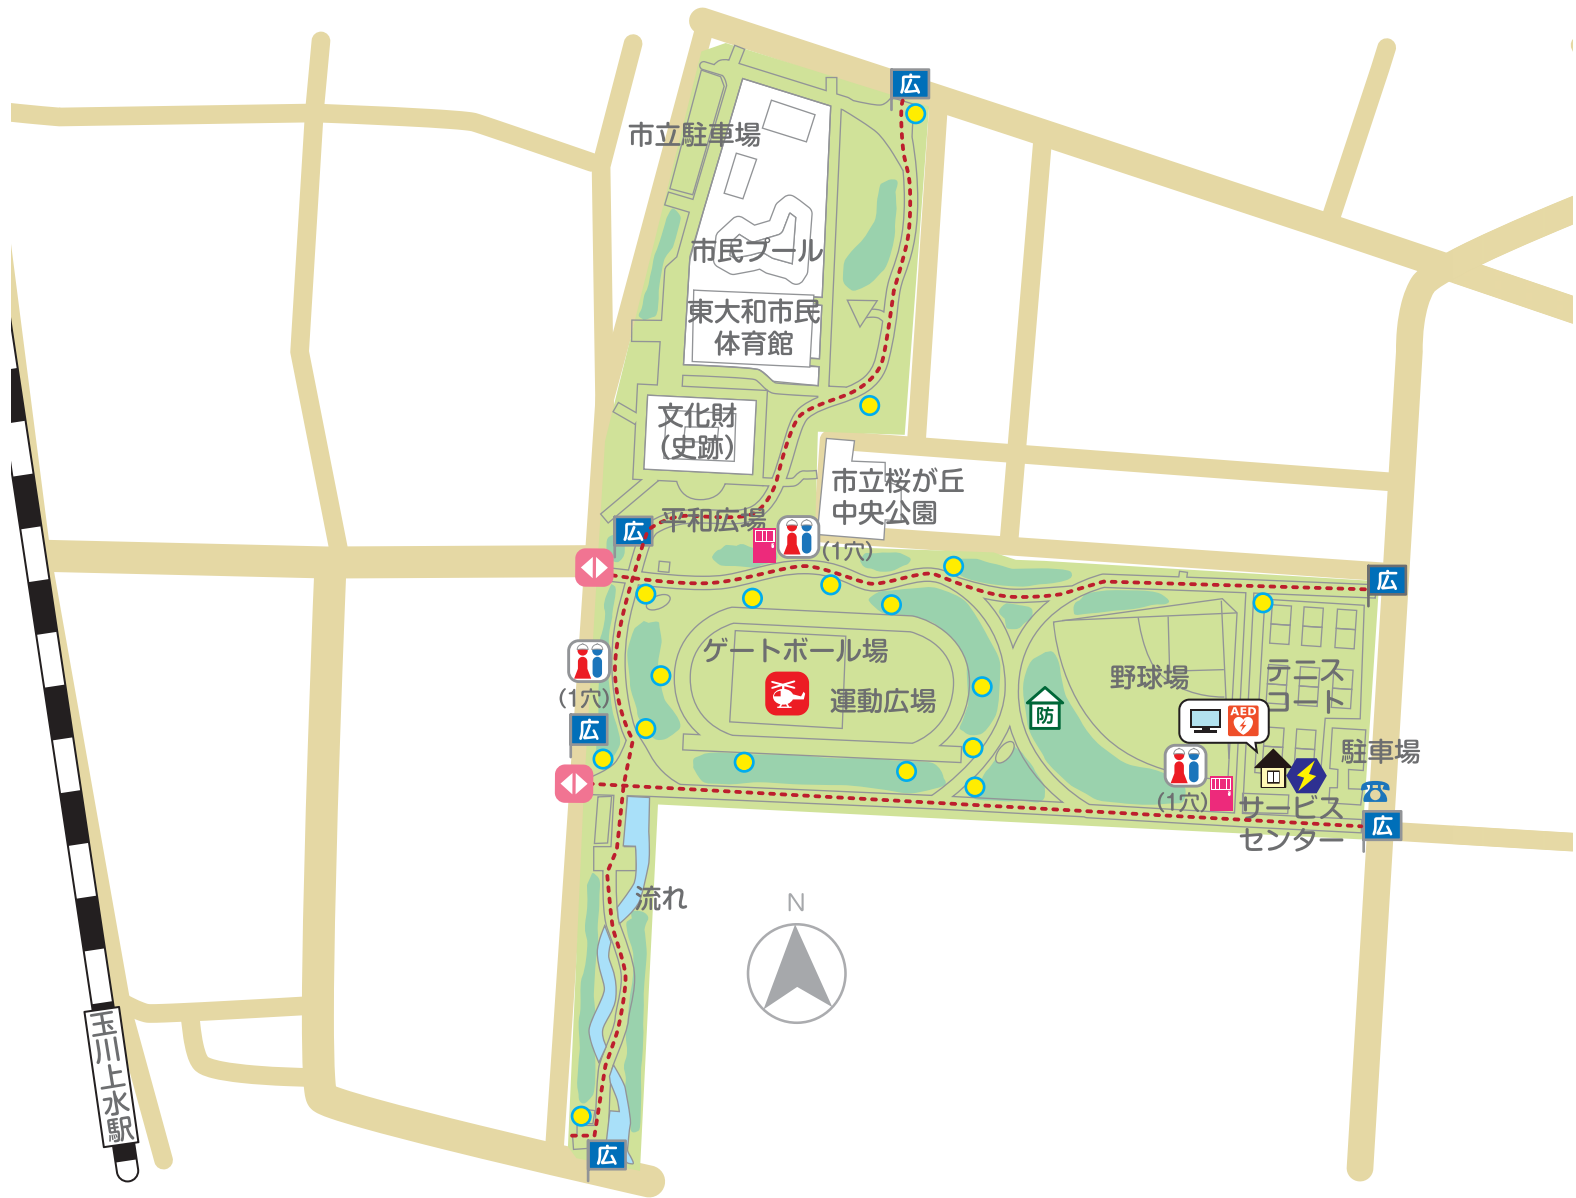 広
市立駐車場
市民プール
東大和市民
体育館
文化財
(史跡)
市立桜が丘
中央公園
平和広場
広
(1穴)
広
ゲートボール場
運動広場
野球場
テニス
コート
防
(1穴)
広
AED
駐車場
(1穴)
サービス
センター
広
流れ
N
玉川上水駅
広